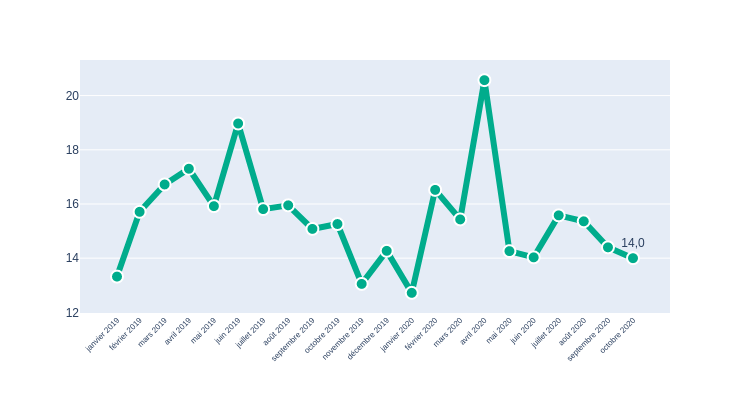 20
18
16
14
12
14,0
janvier 2019
février 2019
mars 2019
avril 2019
mai 2019
juin 2019
juillet 2019
août 2019
septembre 2019
octobre 2019
novembre 2019
décembre 2019
janvier 2020
février 2020
mars 2020
avril 2020
mai 2020
juin 2020
juillet 2020
août 2020
septembre 2020
octobre 2020